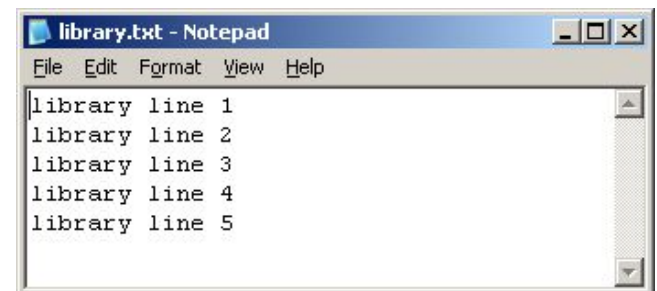 library.txt - Notepad
File Edit Format View Help
library line 1
library line 2
library line 3
library line 4
library line 5